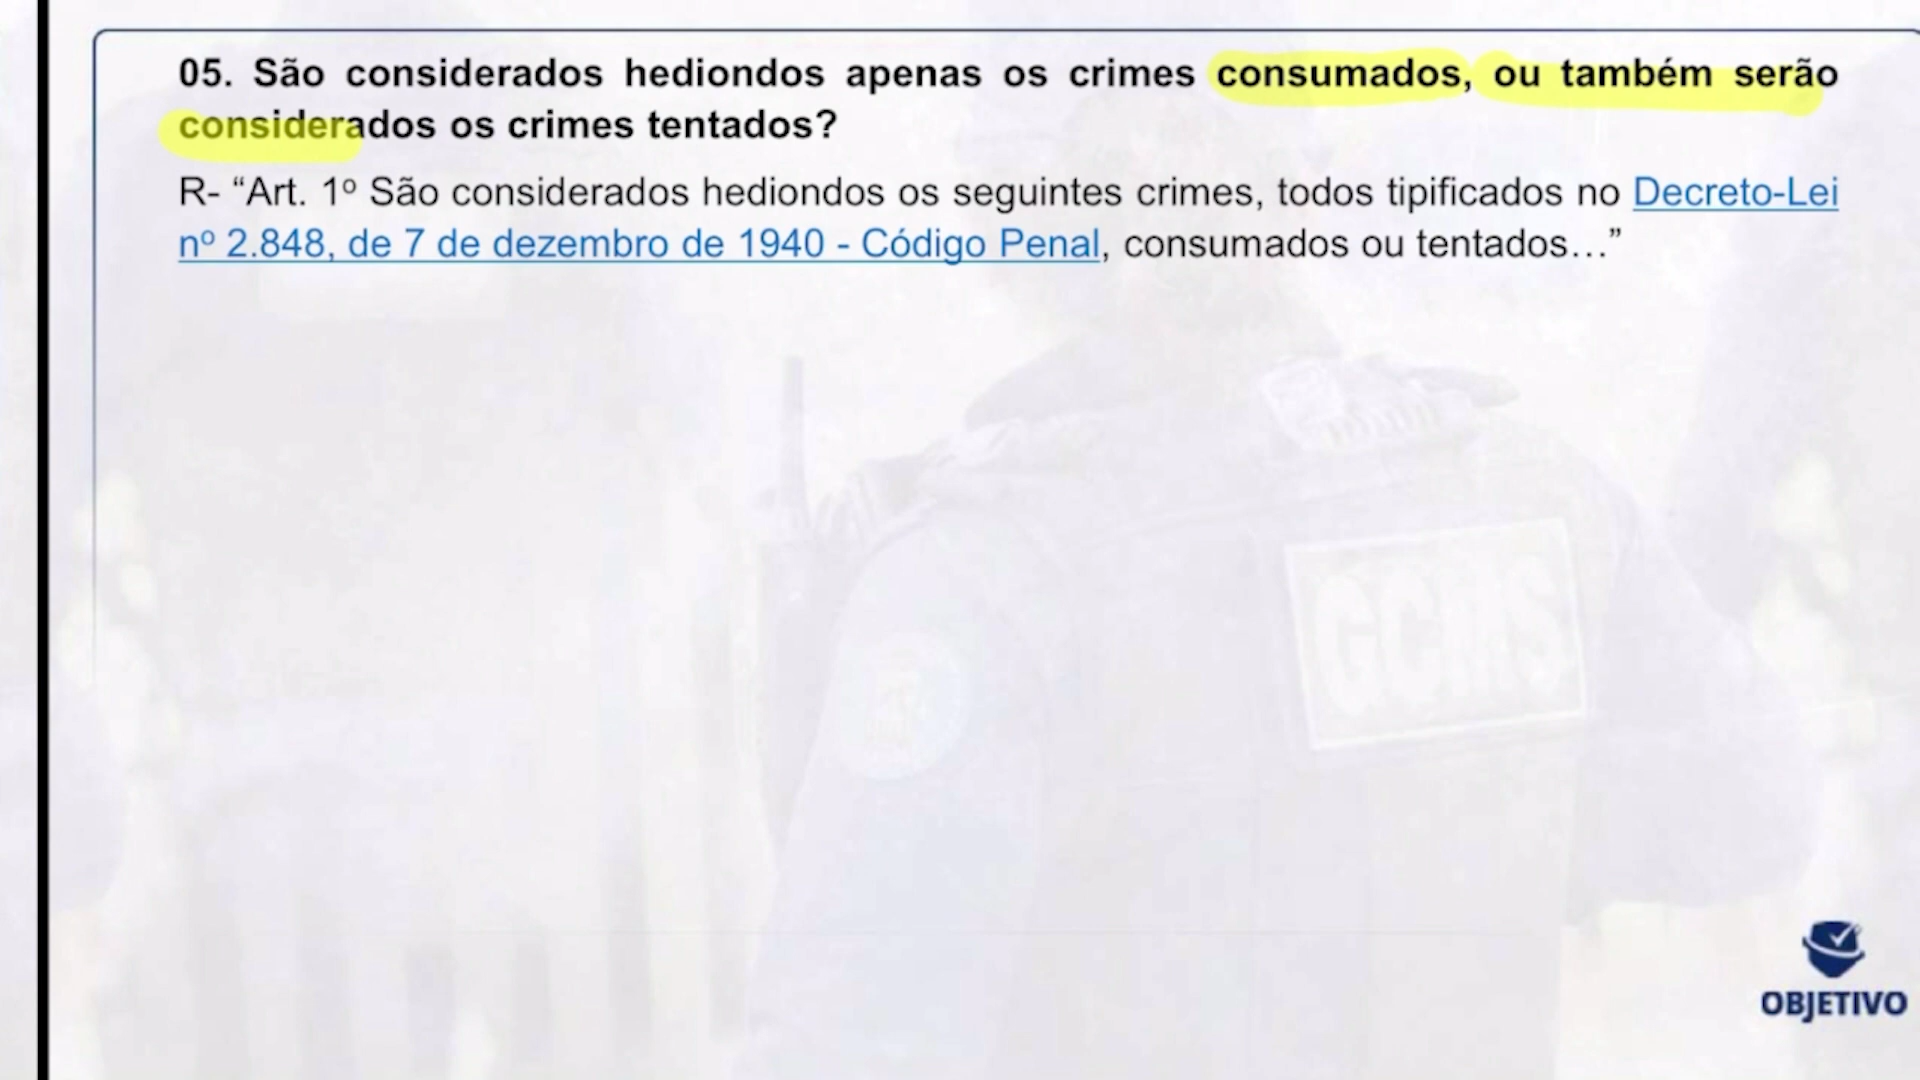 05. São considerados hediondos apenas os crimes consumados, ou também serão
considerados os crimes tentados?
R- “Art. 1º São considerados hediondos os seguintes crimes, todos tipificados no Decreto-Lei
nº 2.848, de 7 de dezembro de 1940 - Código Penal, consumados ou tentados…”
GCMS
OBJETIVO